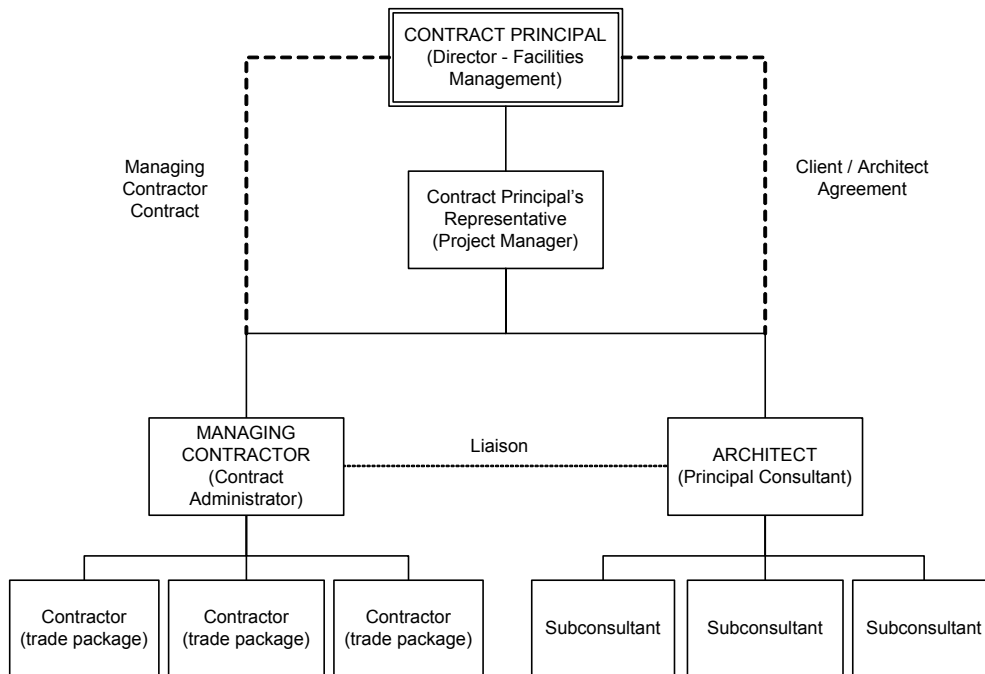 CONTRACT PRINCIPAL
(Director - Facilities
Management)
Managing
Contractor
Contract
Client / Architect
Agreement
Contract Principal’s
Representative
(Project Manager)
MANAGING
CONTRACTOR
(Contract
Administrator)
Liaison
ARCHITECT
(Principal Consultant)
Contractor
(trade package)
Contractor
(trade package)
Contractor
(trade package)
Subconsultant
Subconsultant
Subconsultant